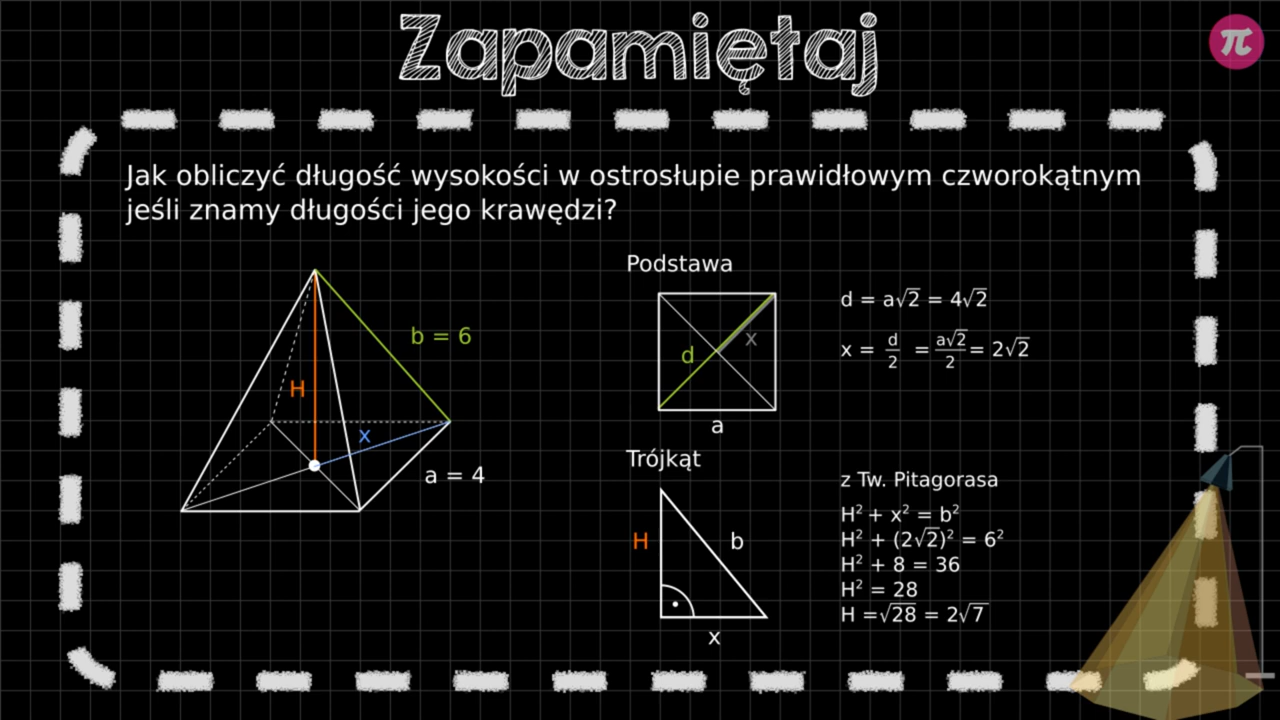 Zapamiętaj
π
Jak obliczyć długość wysokości w ostrosłupie prawidłowym czworokątnym
jeśli znamy długości jego krawędzi?
b = 6
H
x
a = 4
Podstawa
d
x
a
d = a√2 = 4√2
x = d/2 = a√2/2 = 2√2
Trójkąt
H
b
x
z Tw. Pitagorasa
H² + x² = b²
H² + (2√2)² = 6²
H² + 8 = 36
H² = 28
H =√28 = 2√7